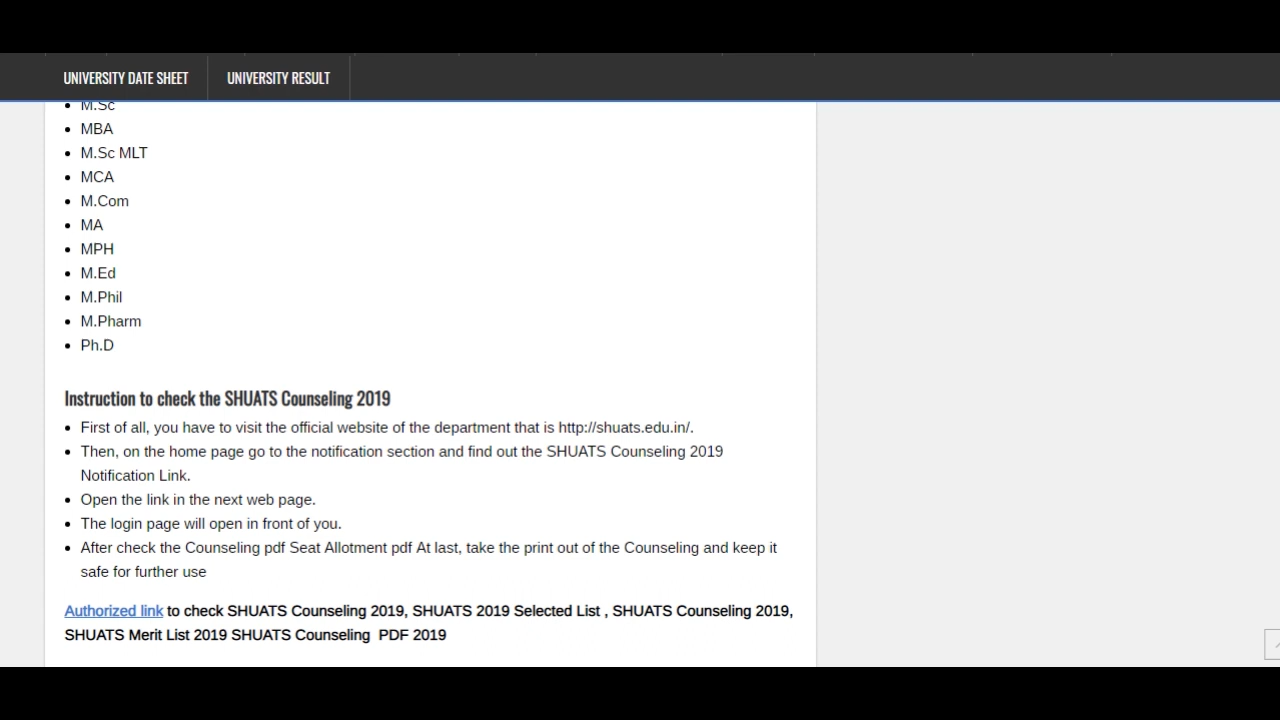 UNIVERSITY DATE SHEET UNIVERSITY RESULT
M.Sc
MBA
M.Sc MLT
MCA
M.Com
MA
MPH
M.Ed
M.Phil
M.Pharm
Ph.D
Instruction to check the SHUATS Counseling 2019
First of all, you have to visit the official website of the department that is http://shuats.edu.in/.
Then, on the home page go to the notification section and find out the SHUATS Counseling 2019
Notification Link.
Open the link in the next web page.
The login page will open in front of you.
After check the Counseling pdf Seat Allotment pdf At last, take the print out of the Counseling and keep it
safe for further use
Authorized link to check SHUATS Counseling 2019, SHUATS 2019 Selected List , SHUATS Counseling 2019,
SHUATS Merit List 2019 SHUATS Counseling  PDF 2019